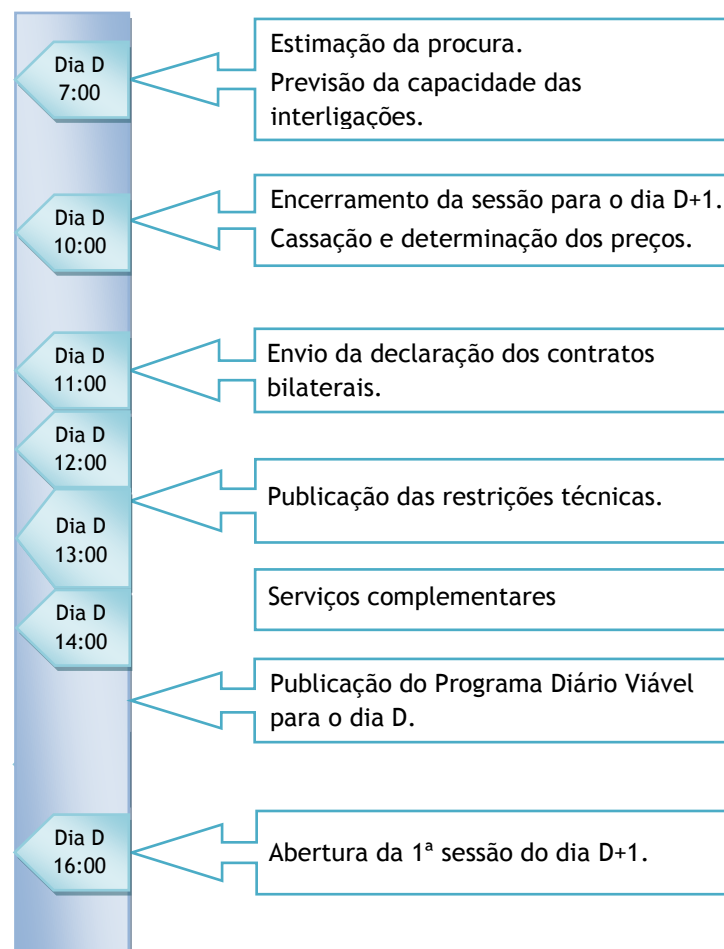 Dia D
7:00
Estimação da procura.
Previsão da capacidade das
interligações.
Dia D
10:00
Encerramento da sessão para o dia D+1.
Cassação e determinação dos preços.
Dia D
11:00
Envio da declaração dos contratos
bilaterais.
Dia D
12:00
Publicação das restrições técnicas.
Dia D
13:00
Serviços complementares
Dia D
14:00
Publicação do Programa Diário Viável
para o dia D.
Dia D
16:00
Abertura da 1ª sessão do dia D+1.